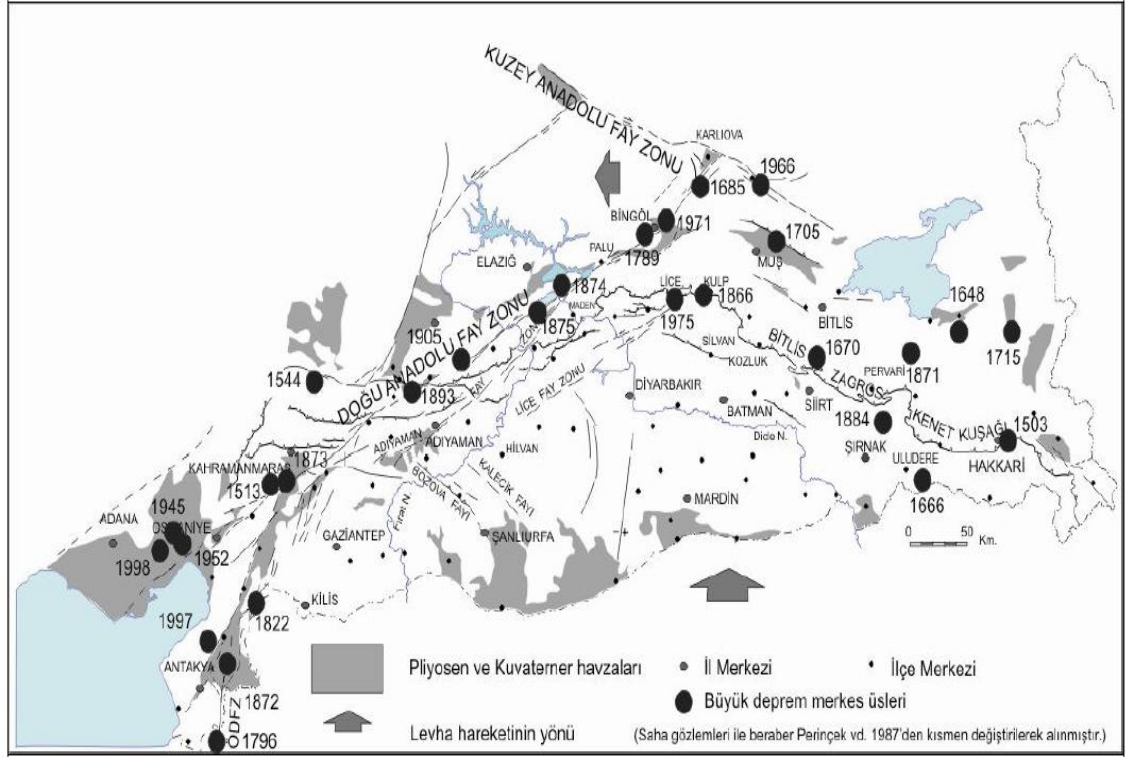 KUZEY ANADOLU FAY ZONU
KARLIOVA
1966
1685
BİNGÖL
1971
1789
1705
MUŞ
PALU
ELAZIĞ
1874
MADEN
LİCE
KULP
1866
1975
1875
1648
BİTLİS
1715
1905
DOĞU ANADOLU FAY ZONU
SİLVAN
KOZLUK
BİTLİS
ZAGROS
KENET KUŞAĞI
1670
PERVARİ
1871
1544
1893
FAY
ZONU
LİCE FAY ZONU
DİYARBAKIR
BATMAN
SİİRT
1884
1503
Dicle N.
ŞIRNAK
HAKKARİ
ADIYAMAN
ADIYAMAN
HİLVAN
ULUDERE
1666
KAHRAMANMARAŞ
1873
1513
BOZOVA FAYI
KALECİK FAYI
MARDİN
1945
ADANA
OSMANİYE
Fırat N.
GAZİANTEP
ŞANLIURFA
1998
1952
0 50 Km.
KİLİS
1822
1997
ANTAKYA
1872
ÖDFZ
1796
Pliyosen ve Kuvaterner havzaları
İl Merkezi
İlçe Merkezi
Büyük deprem merkes üsleri
Levha hareketinin yönü
(Saha gözlemleri ile beraber Perinçek vd. 1987'den kısmen değiştirilerek alınmıştır.)